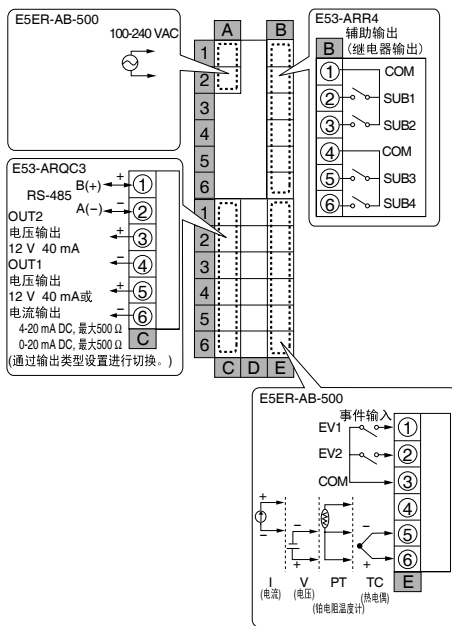 E5ER-AB-500
100-240 VAC
A
B
1
2
3
4
5
6
1
2
3
4
5
6
C
D
E
E53-ARR4
辅助输出
(继电器输出)
B
1
COM
2
SUB1
3
SUB2
4
COM
5
SUB3
6
SUB4
E53-ARQC3
RS-485
B(+)
+
1
A(−)
−
2
OUT2
电压输出
12 V 40 mA
+
3
−
4
OUT1
电压输出
12 V 40 mA或
电流输出
+
5
−
6
4-20 mA DC, 最大500 Ω
0-20 mA DC, 最大500 Ω
C
(通过输出类型设置进行切换。)
E5ER-AB-500
事件输入
EV1
1
EV2
2
COM
3
4
5
6
E
+
−
−
+
−
+
I
(电流)
V
(电压)
PT
(铂电阻温度计)
TC
(热电偶)